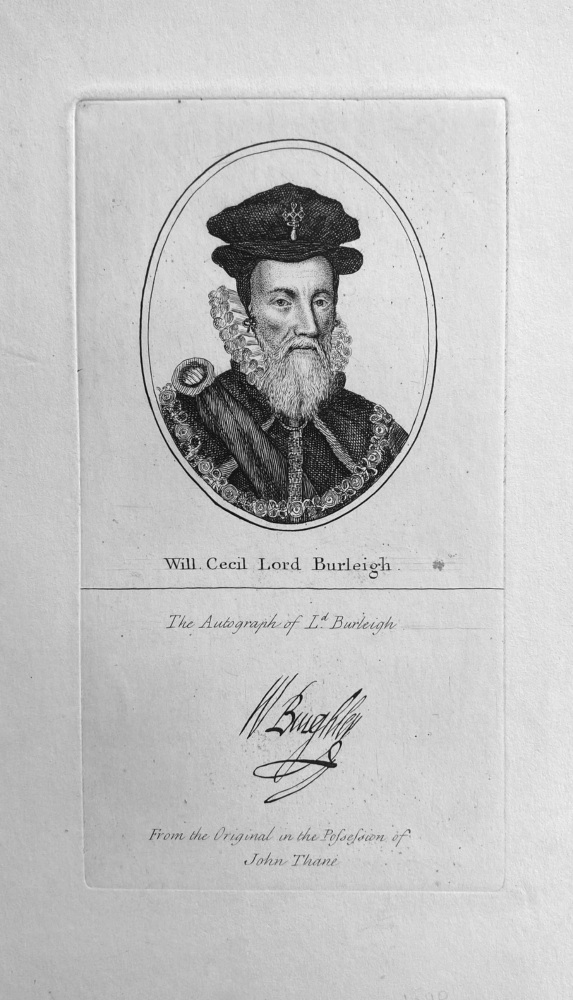 Will. Cecil Lord Burleigh.
The Autograph of Lᵈ. Burleigh
W Burghley
From the Original in the Poſseſsion of
John Thane